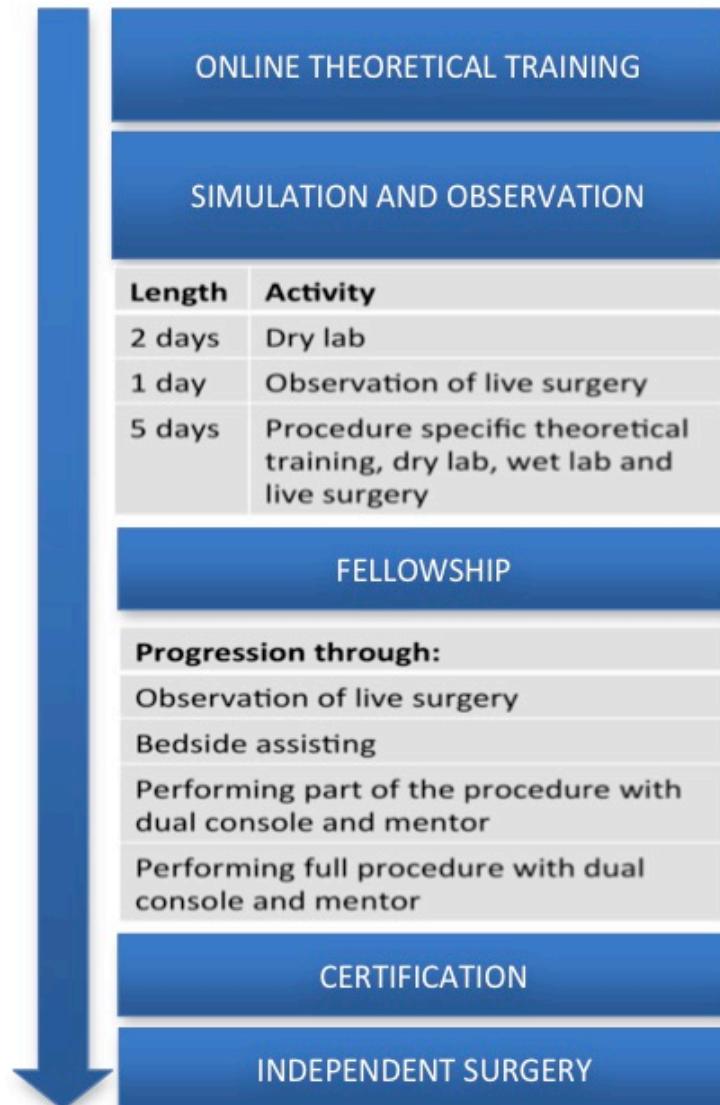 ONLINE THEORETICAL TRAINING
SIMULATION AND OBSERVATION
Length Activity
2 days Dry lab
1 day Observation of live surgery
5 days Procedure specific theoretical
training, dry lab, wet lab and
live surgery
FELLOWSHIP
Progression through:
Observation of live surgery
Bedside assisting
Performing part of the procedure with
dual console and mentor
Performing full procedure with dual
console and mentor
CERTIFICATION
INDEPENDENT SURGERY